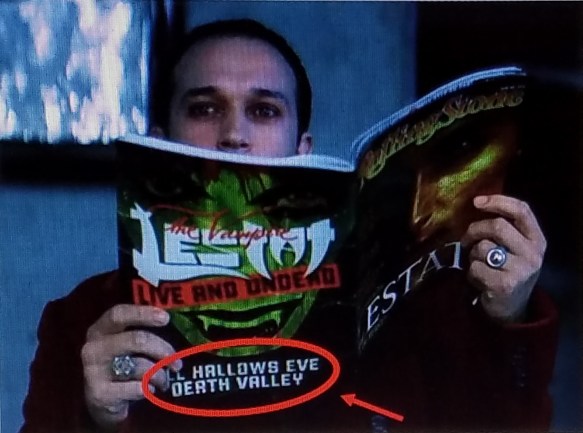 the Vampire
LESTAT
LIVE AND UNDEAD
LL HALLOWS EVE
DEATH VALLEY
Rolling Stone
ESTAT